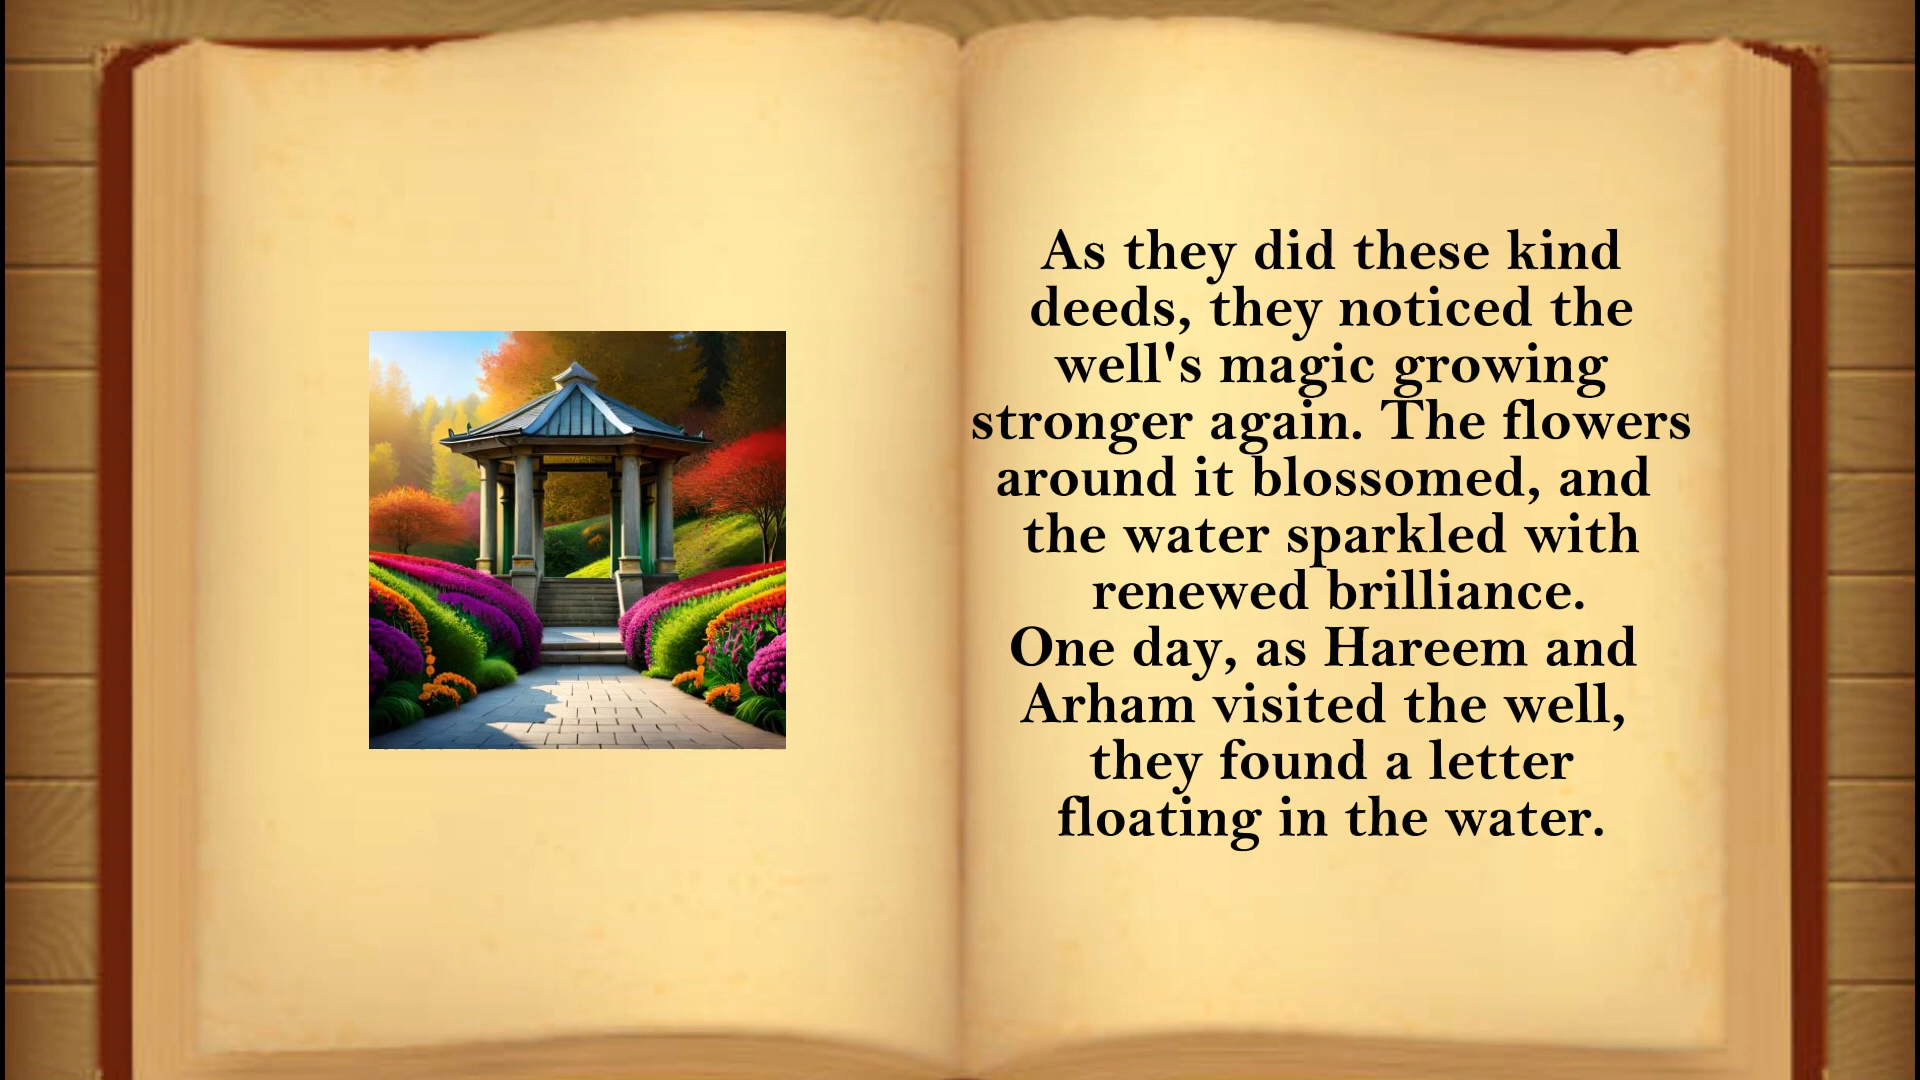 As they did these kind
deeds, they noticed the
well's magic growing
stronger again. The flowers
around it blossomed, and
the water sparkled with
renewed brilliance.
One day, as Hareem and
Arham visited the well,
they found a letter
floating in the water.